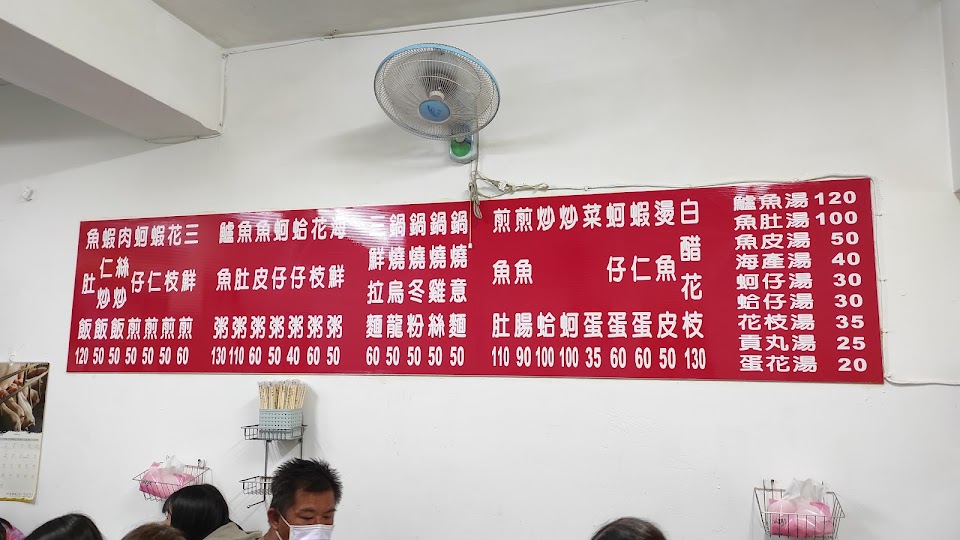 魚肚飯 120
蝦仁炒飯 50
肉絲炒飯 50
蚵仔煎 50
蝦仁煎 50
花枝煎 50
三鮮煎 60
鱸魚粥 130
魚肚粥 110
魚皮粥 60
蚵仔粥 50
蛤仔粥 40
花枝粥 60
海鮮粥 50
三鮮拉麵 60
鍋燒烏龍 50
鍋燒冬粉 50
鍋燒雞絲 50
鍋燒意麵 50
煎魚肚 110
煎魚腸 90
炒蛤 100
炒蚵 100
菜蛋 35
蚵仔蛋 60
蝦仁蛋 60
燙魚皮 50
白醋花枝 130
鱸魚湯 120
魚肚湯 100
魚皮湯 50
海產湯 40
蚵仔湯 30
蛤仔湯 30
花枝湯 35
貢丸湯 25
蛋花湯 20